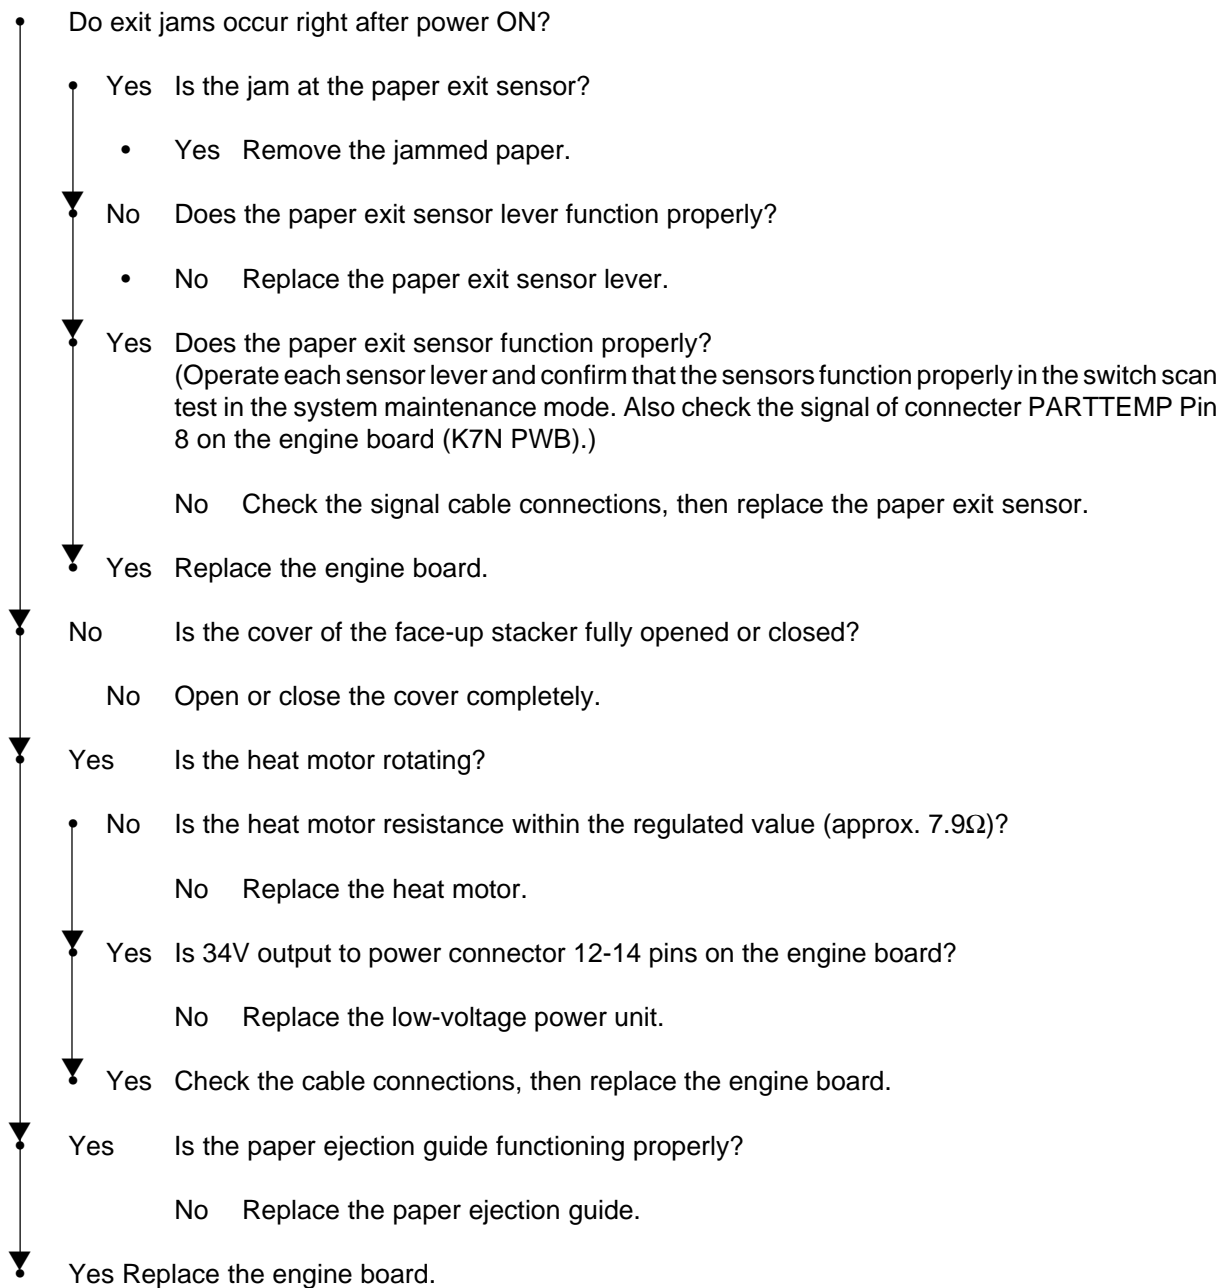 Do exit jams occur right after power ON?
Yes Is the jam at the paper exit sensor?
Yes Remove the jammed paper.
No Does the paper exit sensor lever function properly?
No Replace the paper exit sensor lever.
Yes Does the paper exit sensor function properly?
(Operate each sensor lever and confirm that the sensors function properly in the switch scan
test in the system maintenance mode. Also check the signal of connecter PARTTEMP Pin
8 on the engine board (K7N PWB).)
No Check the signal cable connections, then replace the paper exit sensor.
Yes Replace the engine board.
No Is the cover of the face-up stacker fully opened or closed?
No Open or close the cover completely.
Yes Is the heat motor rotating?
No Is the heat motor resistance within the regulated value (approx. 7.9Ω)?
No Replace the heat motor.
Yes Is 34V output to power connector 12-14 pins on the engine board?
No Replace the low-voltage power unit.
Yes Check the cable connections, then replace the engine board.
Yes Is the paper ejection guide functioning properly?
No Replace the paper ejection guide.
Yes Replace the engine board.